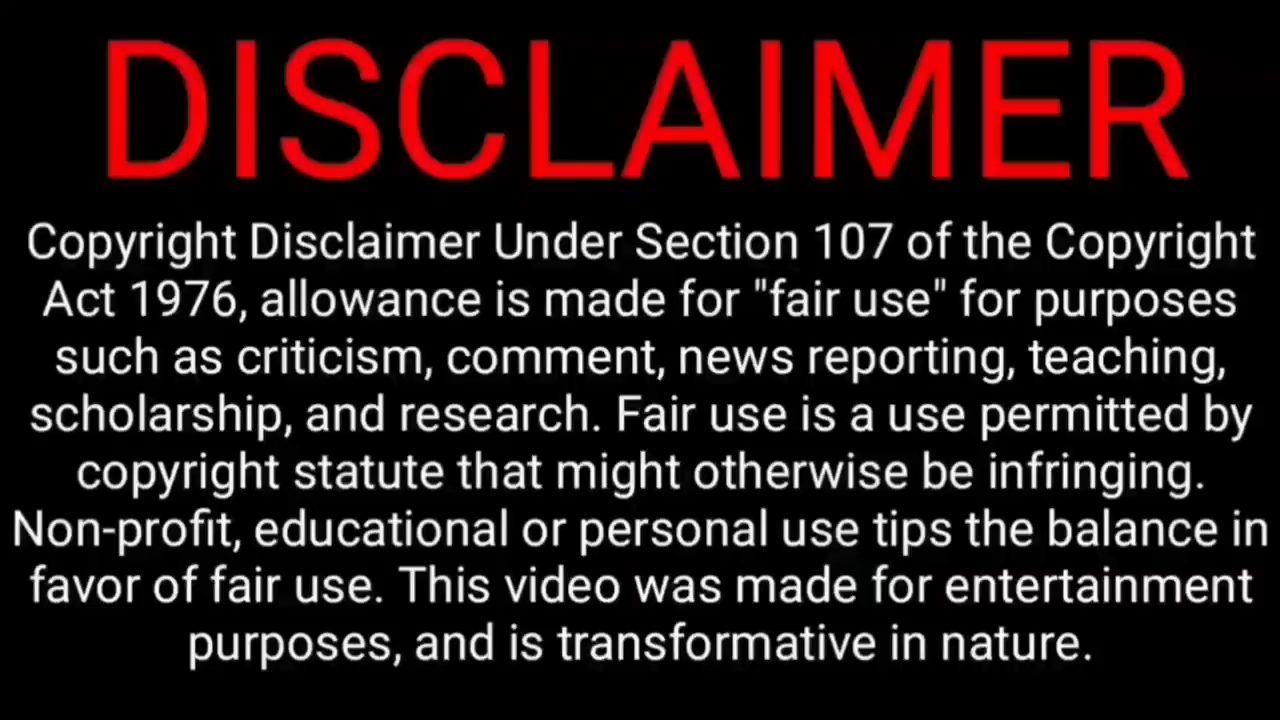 DISCLAIMER
Copyright Disclaimer Under Section 107 of the Copyright
Act 1976, allowance is made for "fair use" for purposes
such as criticism, comment, news reporting, teaching,
scholarship, and research. Fair use is a use permitted by
copyright statute that might otherwise be infringing.
Non-profit, educational or personal use tips the balance in
favor of fair use. This video was made for entertainment
purposes, and is transformative in nature.